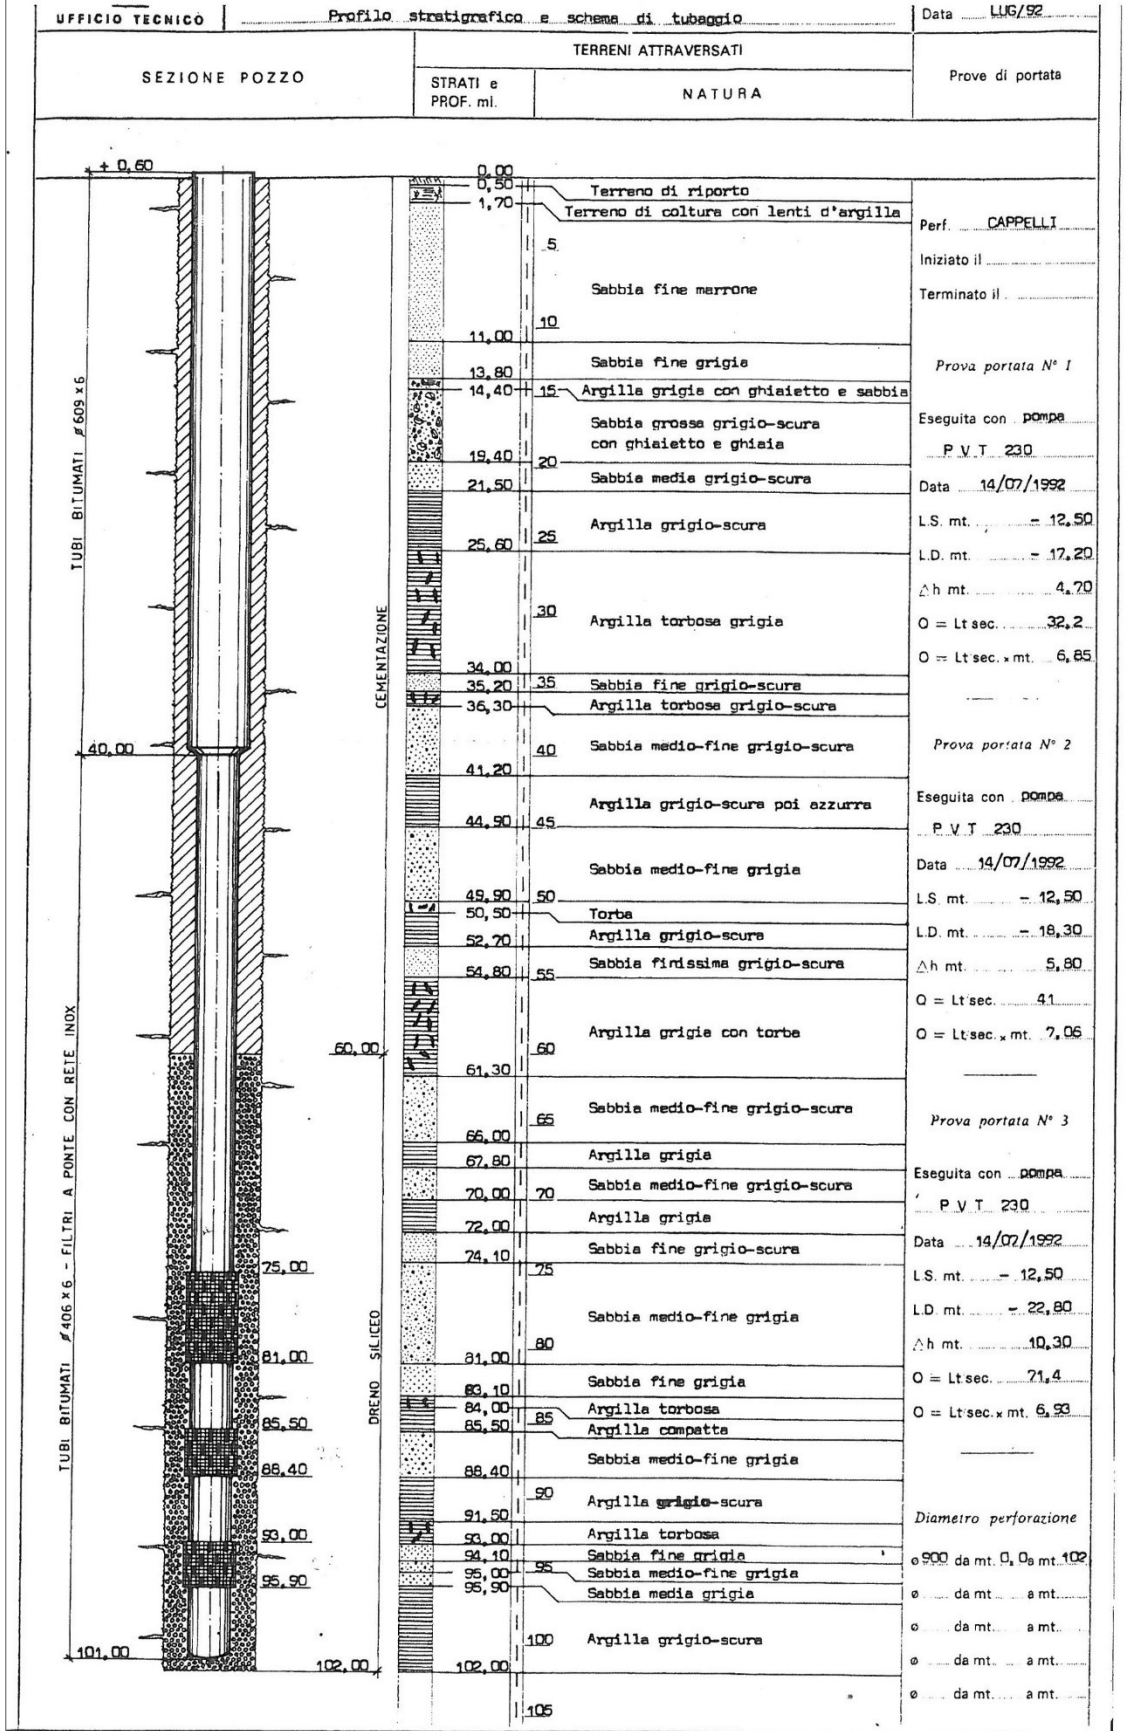 UFFICIO TECNICO
Profilo stratigrafico e schema di tubaggio
Data LUG/92
SEZIONE POZZO
TERRENI ATTRAVERSATI
STRATI e
PROF. ml.
NATURA
Prove di portata
+ 0,60
TUBI BITUMATI ø 609 x 6
40,00
TUBI BITUMATI ø 406 x 6 - FILTRI A PONTE CON RETE INOX
75,00
81,00
85,50
88,40
93,00
95,90
101,00
CEMENTAZIONE
60,00
DRENO SILICEO
102,00
0,00
0,50 Terreno di riporto
1,70 Terreno di coltura con lenti d'argilla
5
Sabbia fine marrone
10
11,00
Sabbia fine grigia
13,80
14,40 15 Argilla grigia con ghiaietto e sabbia
Sabbia grossa grigio-scura
con ghiaietto e ghiaia
19,40 20
Sabbia media grigio-scura
21,50
Argilla grigio-scura
25
25,60
30
Argilla torbosa grigia
34,00
35,20 35 Sabbia fine grigio-scura
36,30 Argilla torbosa grigio-scura
40 Sabbia medio-fine grigio-scura
41,20
Argilla grigio-scura poi azzurra
44,90 45
Sabbia medio-fine grigia
49,90 50
50,50 Torba
52,70 Argilla grigio-scura
Sabbia finissima grigio-scura
54,80 55
Argilla grigia con torba
60
61,30
Sabbia medio-fine grigio-scura
65
66,00
67,80 Argilla grigia
70,00 70 Sabbia medio-fine grigio-scura
72,00 Argilla grigia
74,10 Sabbia fine grigio-scura
75
Sabbia medio-fine grigia
80
81,00
Sabbia fine grigia
83,10
84,00 Argilla torbosa
85,50 85 Argilla compatta
Sabbia medio-fine grigia
88,40
90
Argilla grigio-scura
91,50
93,00 Argilla torbosa
94,10 Sabbia fine grigia
95,00 95 Sabbia medio-fine grigia
95,90 Sabbia media grigia
100 Argilla grigio-scura
102,00
105
Perf. CAPPELLI
Iniziato il
Terminato il
Prova portata N° 1
Eseguita con pompa
P V T 230
Data 14/07/1992
L.S. mt. - 12,50
L.D. mt. - 17,20
△h mt. 4,70
Q = Lt sec. 32,2
Q = Lt sec. x mt. 6,85
Prova portata N° 2
Eseguita con pompa
P V T 230
Data 14/07/1992
L.S. mt. - 12,50
L.D. mt. - 18,30
△h mt. 5,80
Q = Lt sec. 41
Q = Lt sec. x mt. 7,06
Prova portata N° 3
Eseguita con pompa
P V T 230
Data 14/07/1992
L.S. mt. - 12,50
L.D. mt. - 22,80
△h mt. 10,30
Q = Lt sec. 71,4
Q = Lt sec. x mt. 6,93
Diametro perforazione
ø 900 da mt. 0,0 a mt. 102
ø da mt. a mt.
ø da mt. a mt.
ø da mt. a mt.
ø da mt. a mt.